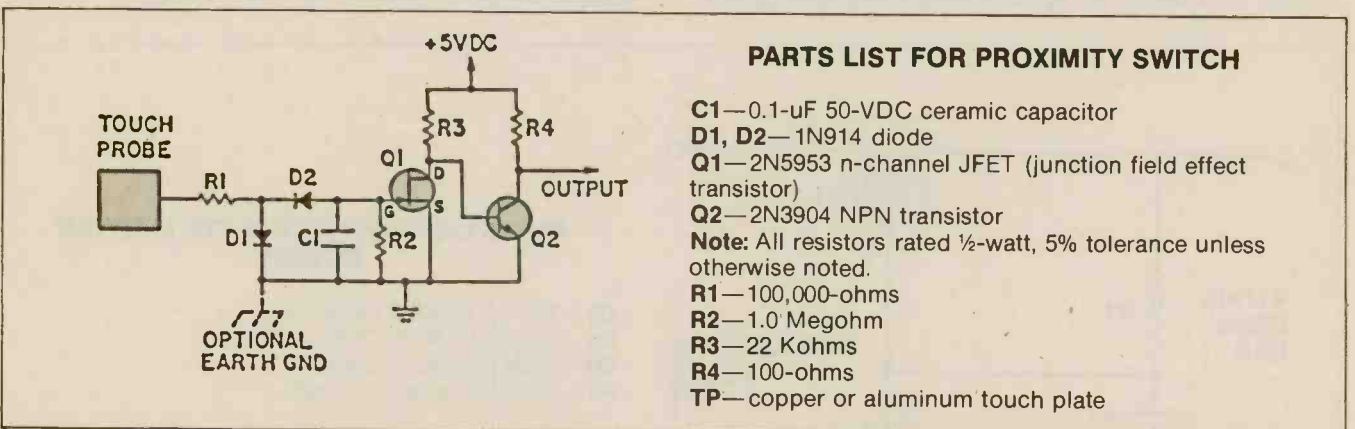 +5VDC
TOUCH
PROBE
R1
D2
D1
C1
Q1
G
D
S
R2
R3
R4
OUTPUT
Q2
OPTIONAL
EARTH GND
PARTS LIST FOR PROXIMITY SWITCH
C1—0.1-uF 50-VDC ceramic capacitor
D1, D2—1N914 diode
Q1—2N5953 n-channel JFET (junction field effect
transistor)
Q2—2N3904 NPN transistor
Note: All resistors rated ½-watt, 5% tolerance unless
otherwise noted.
R1—100,000-ohms
R2—1.0 Megohm
R3—22 Kohms
R4—100-ohms
TP—copper or aluminum touch plate